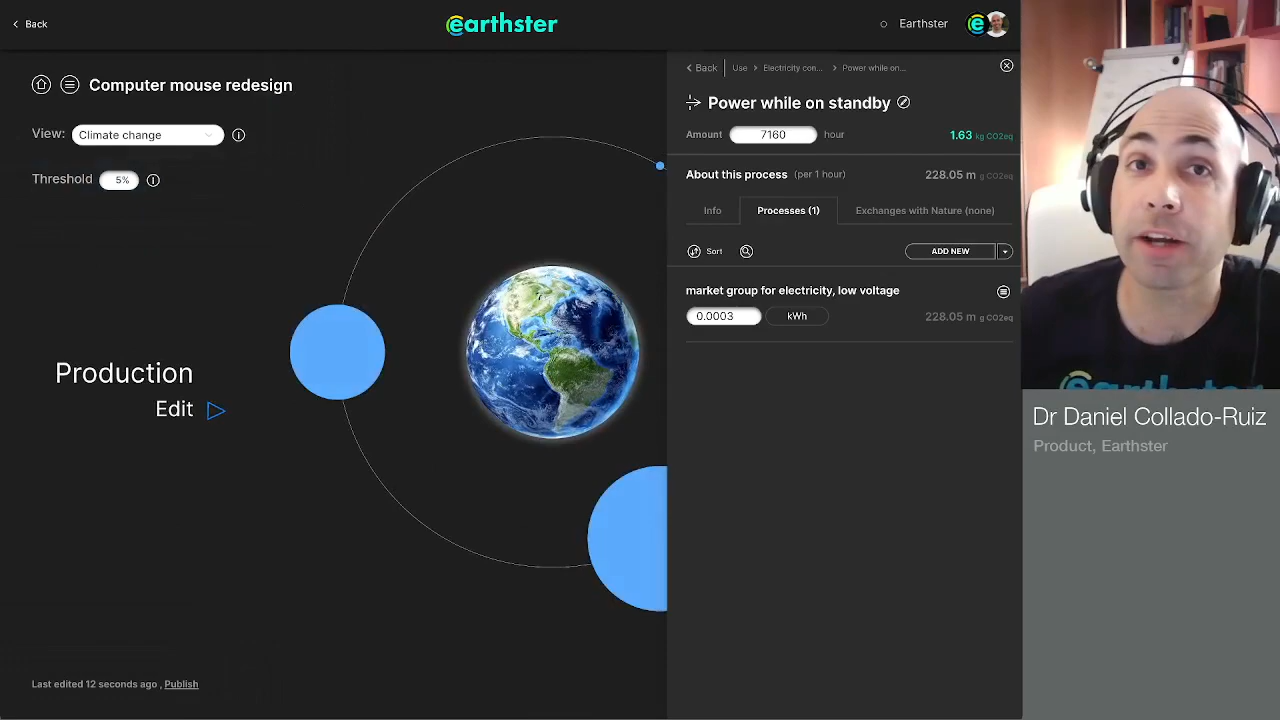 Back
earthster
Earthster
e
Computer mouse redesign
View: Climate change
Threshold 5%
Production
Edit
Last edited 12 seconds ago , Publish
Back Use Electricity con... Power while on...
Power while on standby
Amount 7160 hour 1.63 kg CO2eq
About this process (per 1 hour) 228.05 m g CO2eq
Info Processes (1) Exchanges with Nature (none)
Sort ADD NEW
market group for electricity, low voltage
0.0003 kWh 228.05 m g CO2eq
earthster
Dr Daniel Collado-Ruiz
Product, Earthster